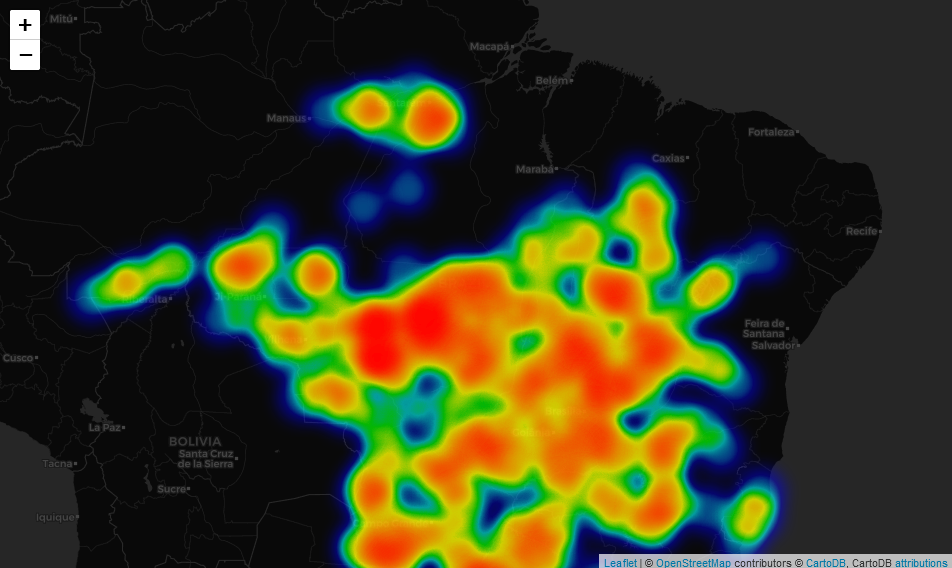 +
−
Mitú
Macapá
Belém
Manaus
Fortaleza
Marabá
Caxias
Recife
Feira de
Santana
Salvador
Cusco
La Paz
BOLIVIA
Santa Cruz
de la Sierra
Tacna
Sucre
Iquique
Leaflet | © OpenStreetMap contributors © CartoDB, CartoDB attributions